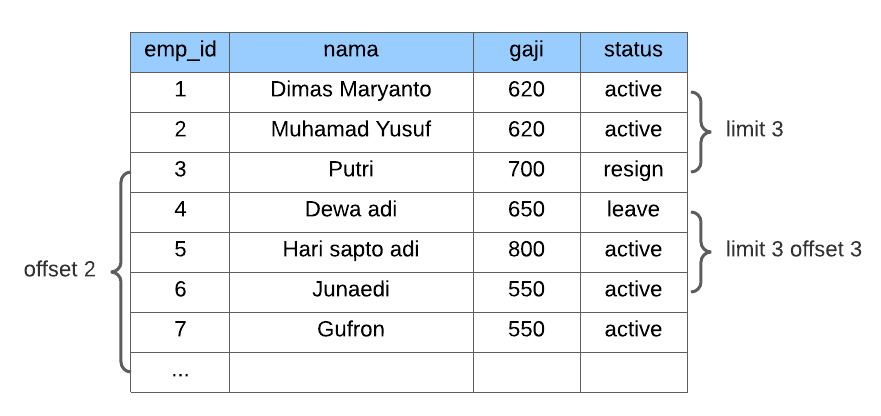 emp_id nama gaji status
1 Dimas Maryanto 620 active
2 Muhamad Yusuf 620 active
limit 3
3 Putri 700 resign
4 Dewa adi 650 leave
5 Hari sapto adi 800 active
limit 3 offset 3
offset 2
6 Junaedi 550 active
7 Gufron 550 active
...